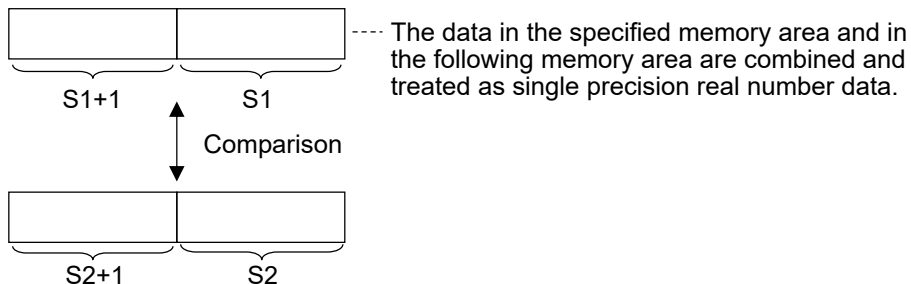 The data in the specified memory area and in
the following memory area are combined and
treated as single precision real number data.
S1+1 S1
Comparison
S2+1 S2